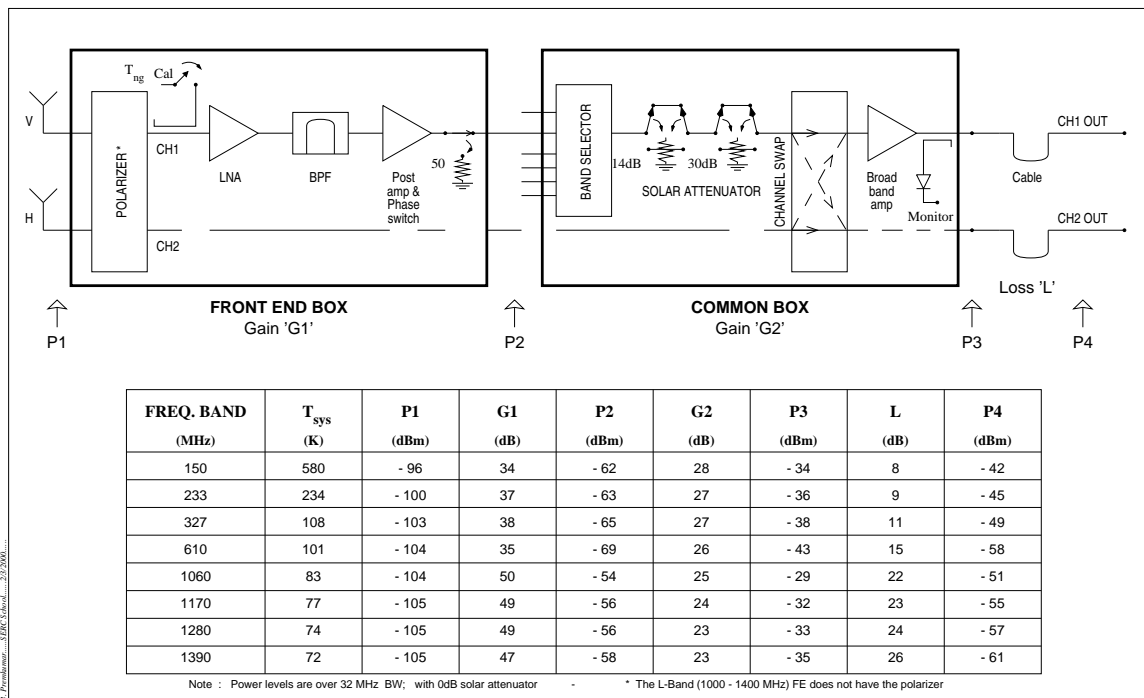 T_ng Cal
V
H
POLARIZER *
CH1
CH2
LNA
BPF
Post
amp &
Phase
switch
50
BAND SELECTOR
14dB
30dB
SOLAR ATTENUATOR
CHANNEL SWAP
Broad
band
amp
Monitor
Cable
CH1 OUT
CH2 OUT
Loss 'L'
P1
FRONT END BOX
Gain 'G1'
P2
COMMON BOX
Gain 'G2'
P3
P4
FREQ. BAND T_sys P1 G1 P2 G2 P3 L P4
(MHz) (K) (dBm) (dB) (dBm) (dB) (dBm) (dB) (dBm)
150 580 - 96 34 - 62 28 - 34 8 - 42
233 234 - 100 37 - 63 27 - 36 9 - 45
327 108 - 103 38 - 65 27 - 38 11 - 49
610 101 - 104 35 - 69 26 - 43 15 - 58
1060 83 - 104 50 - 54 25 - 29 22 - 51
1170 77 - 105 49 - 56 24 - 32 23 - 55
1280 74 - 105 49 - 56 23 - 33 24 - 57
1390 72 - 105 47 - 58 23 - 35 26 - 61
Note : Power levels are over 32 MHz BW; with 0dB solar attenuator - * The L-Band (1000 - 1400 MHz) FE does not have the polarizer
Premkumar.....SERC School......2/3/2000.....